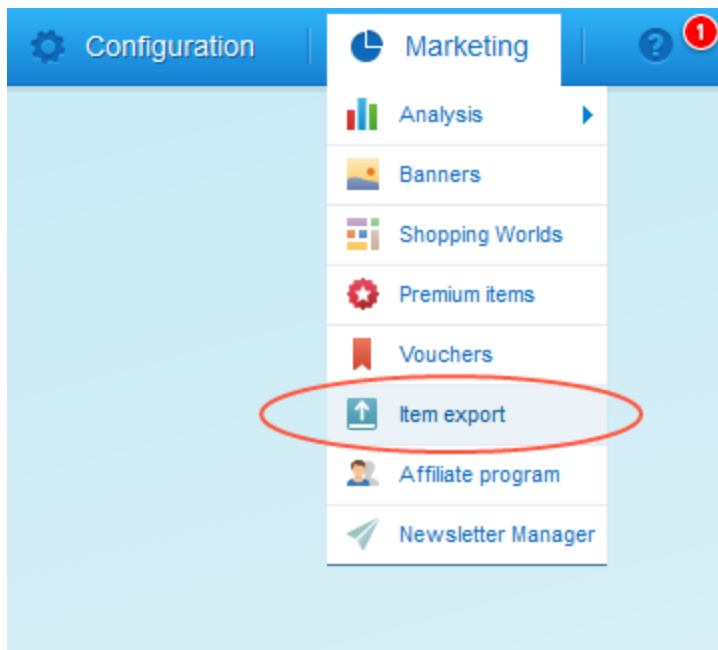 Configuration
Marketing
1
Analysis
Banners
Shopping Worlds
Premium items
Vouchers
Item export
Affiliate program
Newsletter Manager